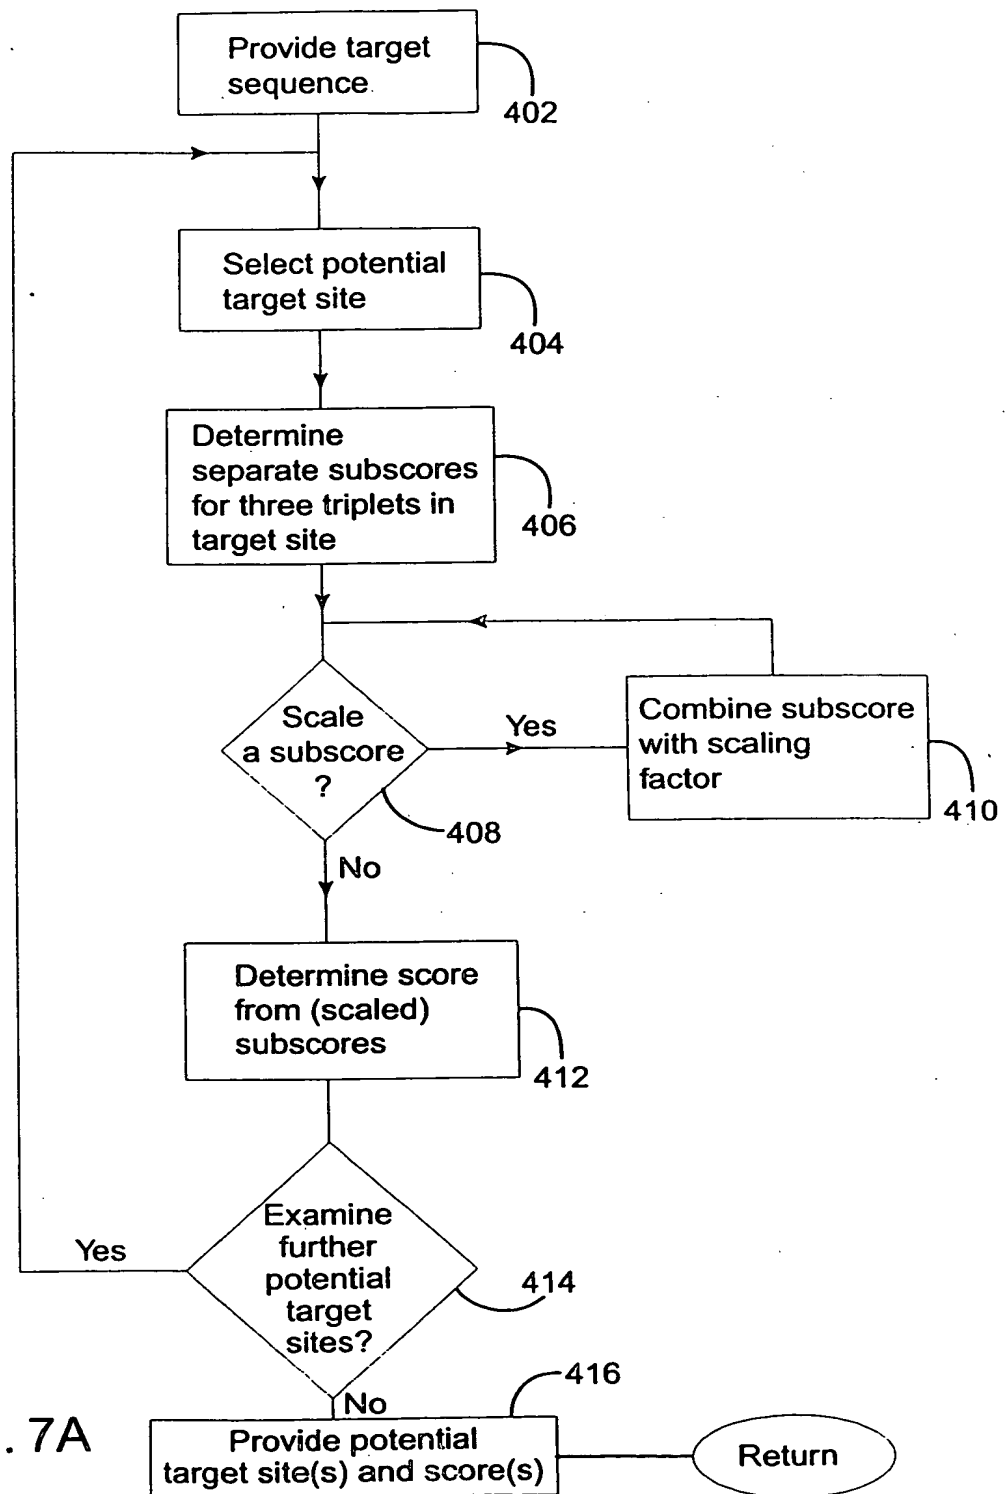 Provide target
sequence
402
Select potential
target site
404
Determine
separate subscores
for three triplets in
target site
406
Scale
a subscore
?
Yes
408
Combine subscore
with scaling
factor
410
No
Determine score
from (scaled)
subscores
412
Examine
further
potential
target
sites?
Yes
414
No
416
. 7A
Provide potential
target site(s) and score(s)
Return